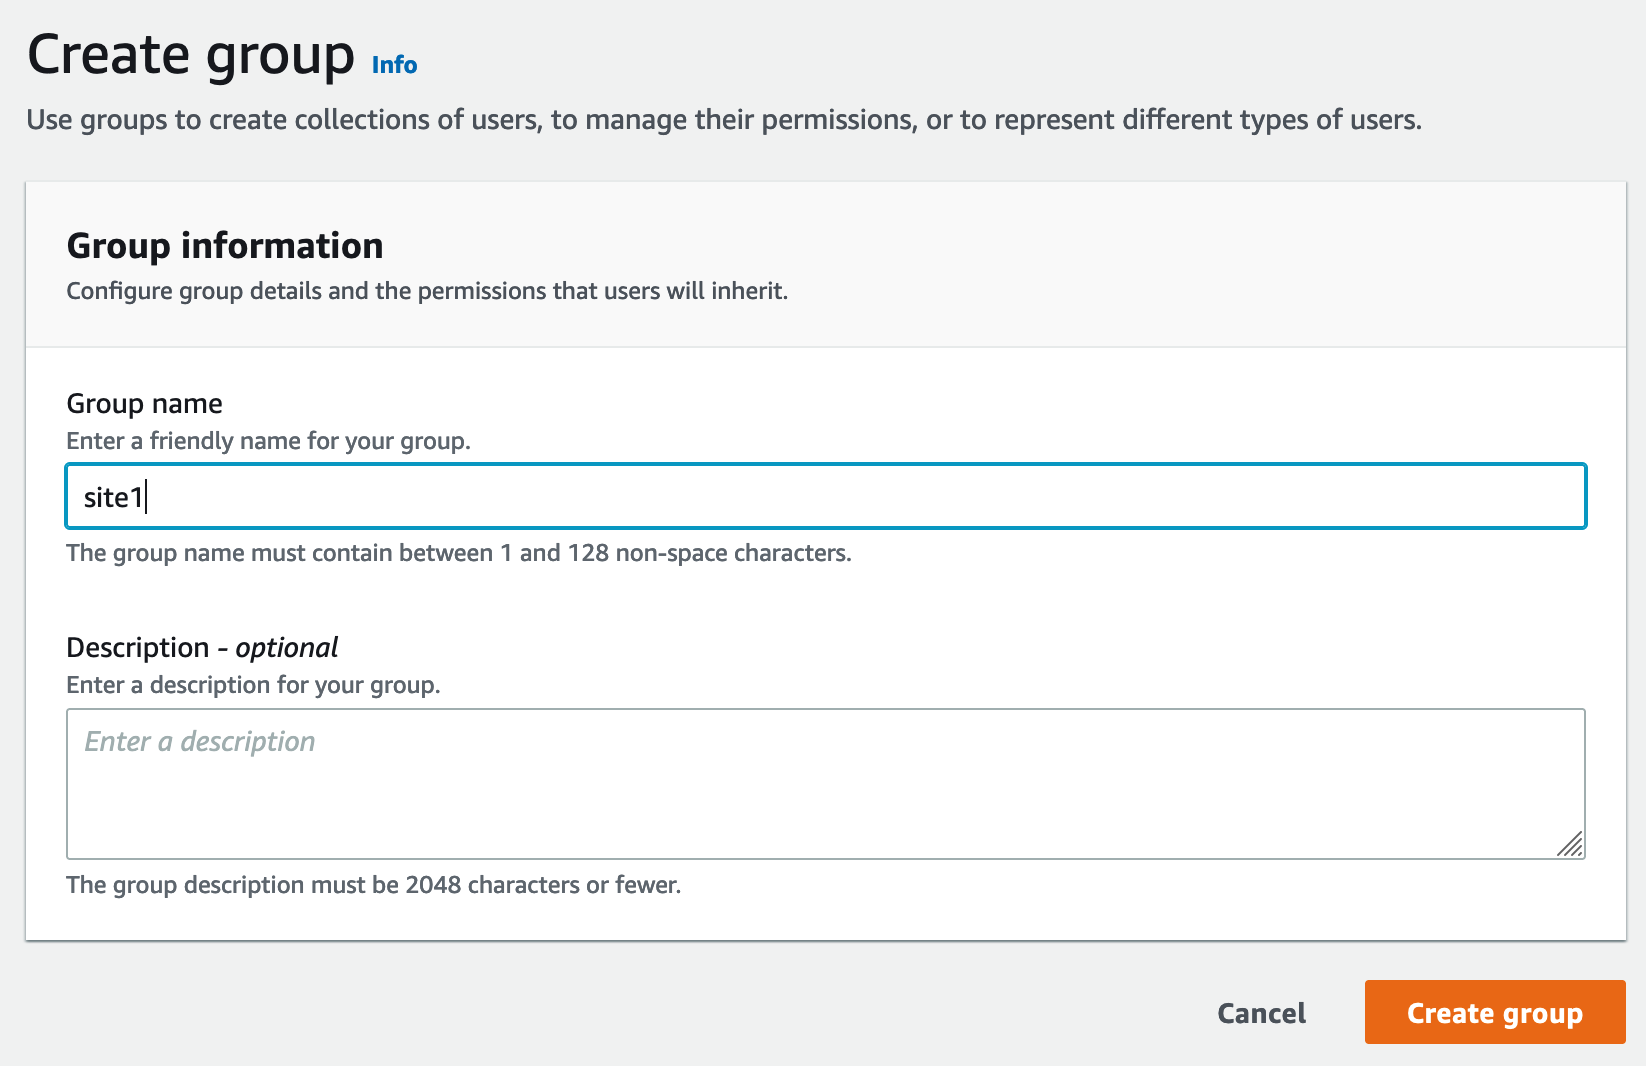 Create group Info
Use groups to create collections of users, to manage their permissions, or to represent different types of users.
Group information
Configure group details and the permissions that users will inherit.
Group name
Enter a friendly name for your group.
site1
The group name must contain between 1 and 128 non-space characters.
Description - optional
Enter a description for your group.
Enter a description
The group description must be 2048 characters or fewer.
Cancel Create group